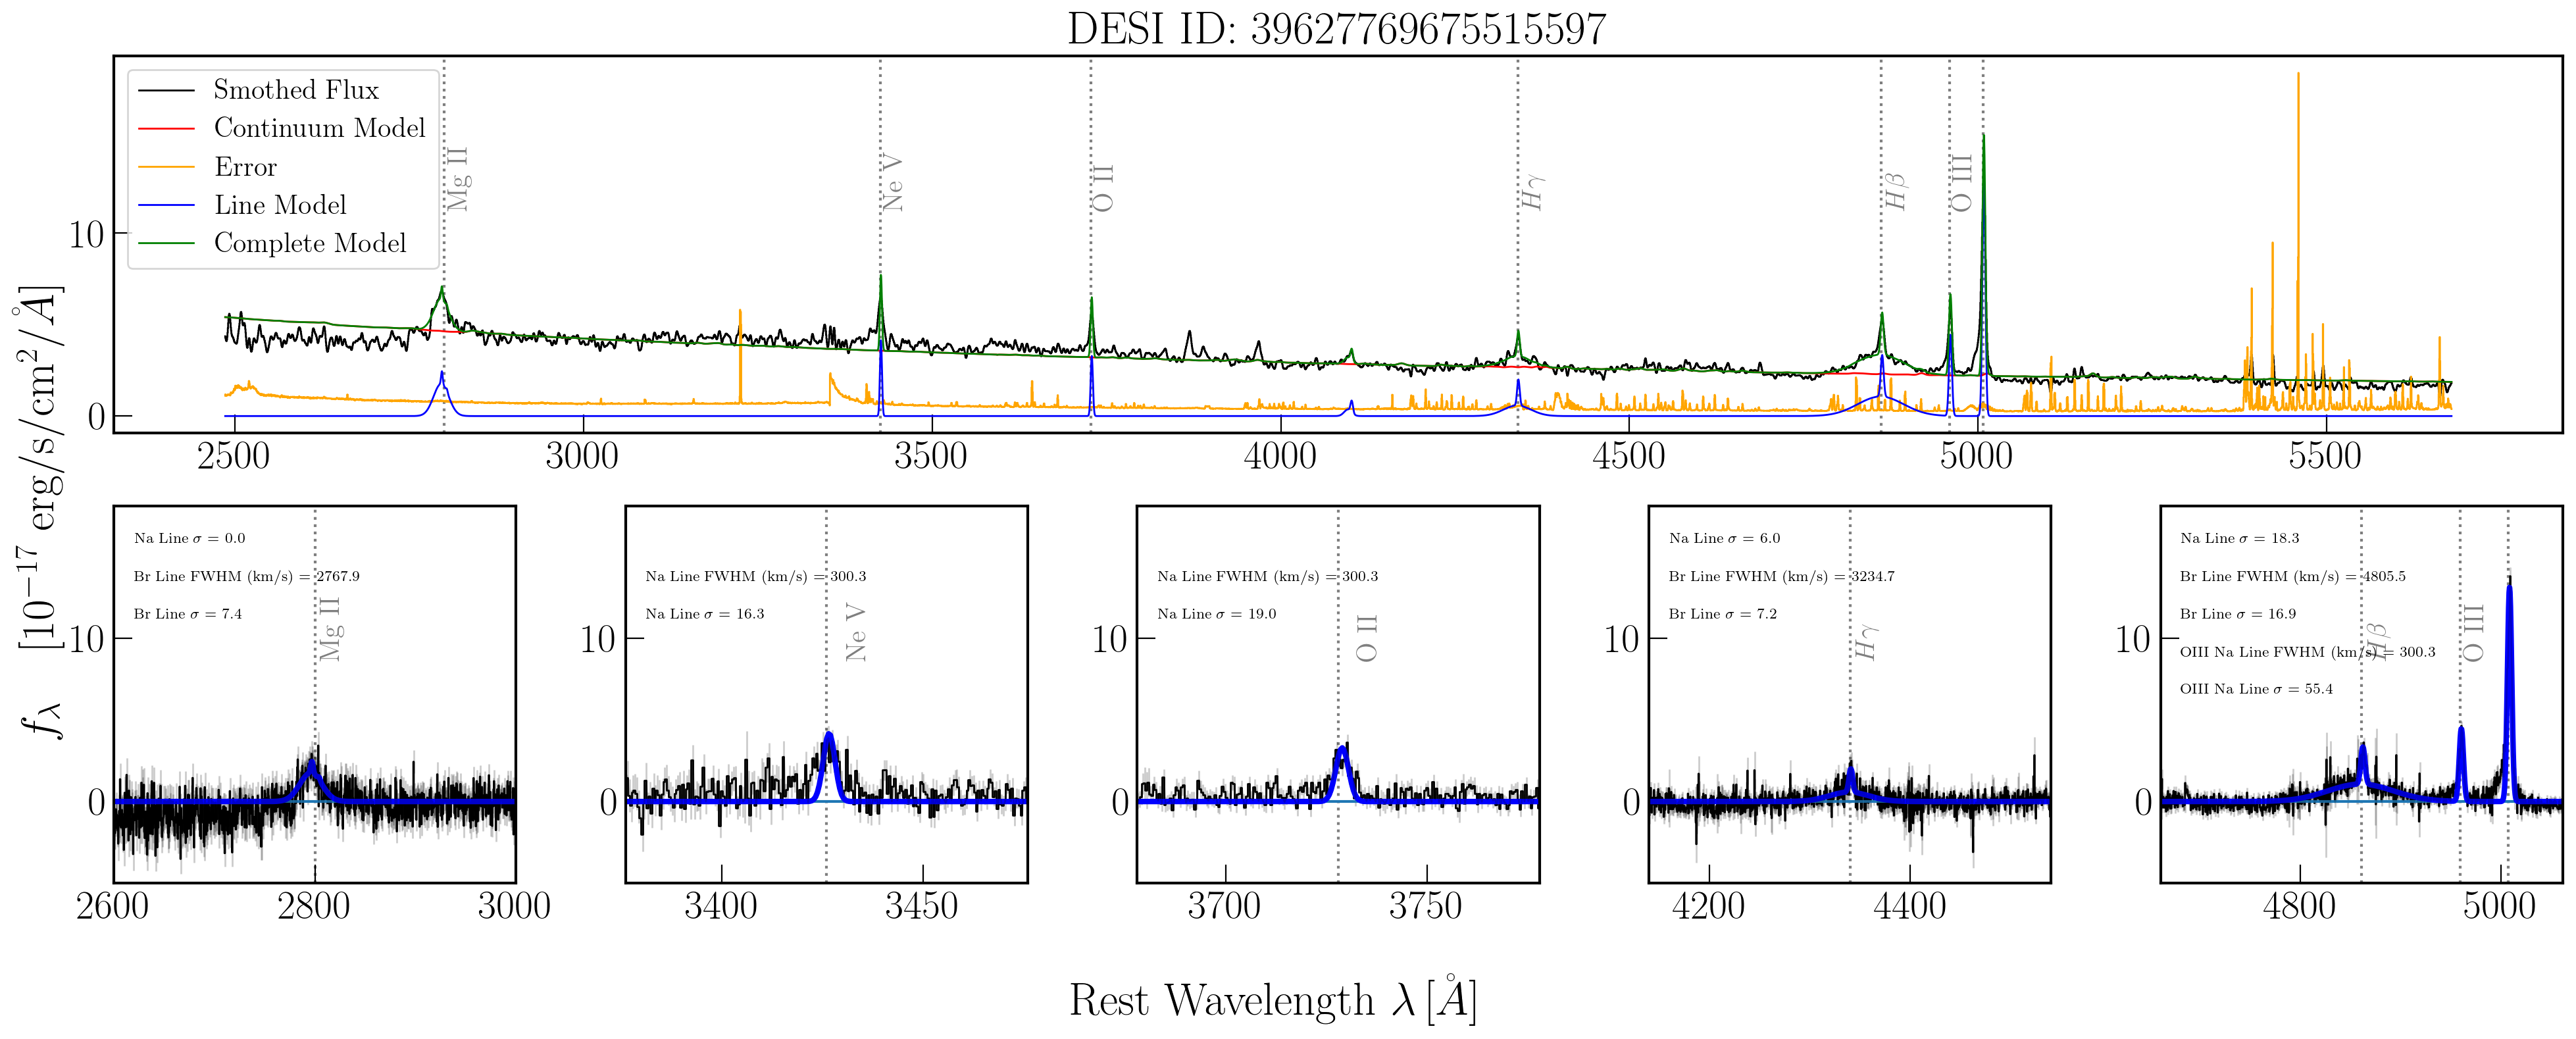 DESI ID: 39627769675515597
Smothed Flux
Continuum Model
Error
Line Model
Complete Model
Mg II
Ne V
O II
Hγ
Hβ
O III
10
0
2500 3000 3500 4000 4500 5000 5500
fλ [10−17 erg/s/cm2/Å]
Na Line σ = 0.0
Br Line FWHM (km/s) = 2767.9
Br Line σ = 7.4
Mg II
10
0
2600 2800 3000
Na Line FWHM (km/s) = 300.3
Na Line σ = 16.3
Ne V
10
0
3400 3450
Na Line FWHM (km/s) = 300.3
Na Line σ = 19.0
O II
10
0
3700 3750
Na Line σ = 6.0
Br Line FWHM (km/s) = 3234.7
Br Line σ = 7.2
Hγ
10
0
4200 4400
Na Line σ = 18.3
Br Line FWHM (km/s) = 4805.5
Br Line σ = 16.9
OIII Na Line FWHM (km/s) = 300.3
OIII Na Line σ = 55.4
Hβ
O III
10
0
4800 5000
Rest Wavelength λ [Å]